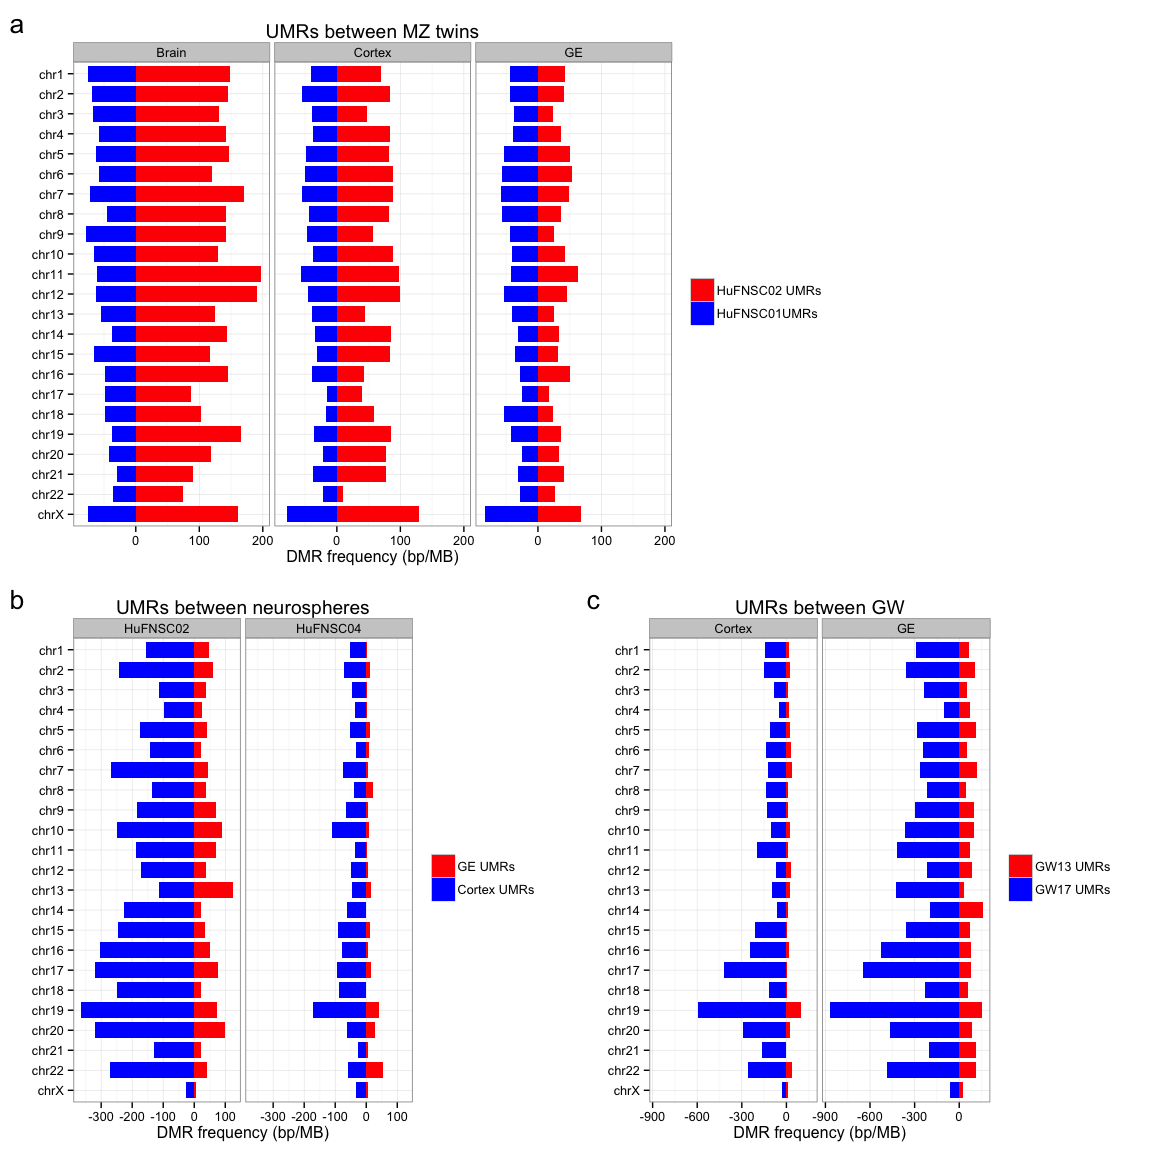 a
UMRs between MZ twins
Brain Cortex GE
chr1
chr2
chr3
chr4
chr5
chr6
chr7
chr8
chr9
chr10
chr11
chr12
chr13
chr14
chr15
chr16
chr17
chr18
chr19
chr20
chr21
chr22
chrX
0 100 200 0 100 200 0 100 200
DMR frequency (bp/MB)
HuFNSC02 UMRs
HuFNSC01UMRs
b
UMRs between neurospheres
HuFNSC02 HuFNSC04
chr1
chr2
chr3
chr4
chr5
chr6
chr7
chr8
chr9
chr10
chr11
chr12
chr13
chr14
chr15
chr16
chr17
chr18
chr19
chr20
chr21
chr22
chrX
-300 -200 -100 0 100 -300 -200 -100 0 100
DMR frequency (bp/MB)
GE UMRs
Cortex UMRs
c
UMRs between GW
Cortex GE
chr1
chr2
chr3
chr4
chr5
chr6
chr7
chr8
chr9
chr10
chr11
chr12
chr13
chr14
chr15
chr16
chr17
chr18
chr19
chr20
chr21
chr22
chrX
-900 -600 -300 0 -900 -600 -300 0
DMR frequency (bp/MB)
GW13 UMRs
GW17 UMRs